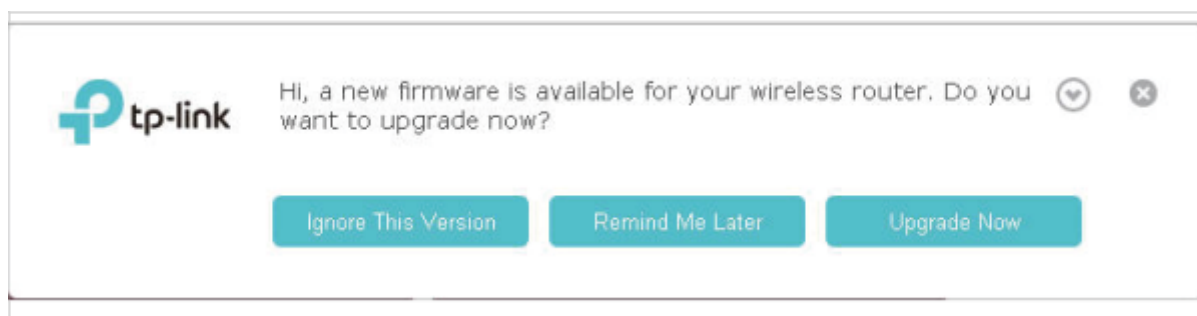 tp-link
Hi, a new firmware is available for your wireless router. Do you
want to upgrade now?
Ignore This Version
Remind Me Later
Upgrade Now